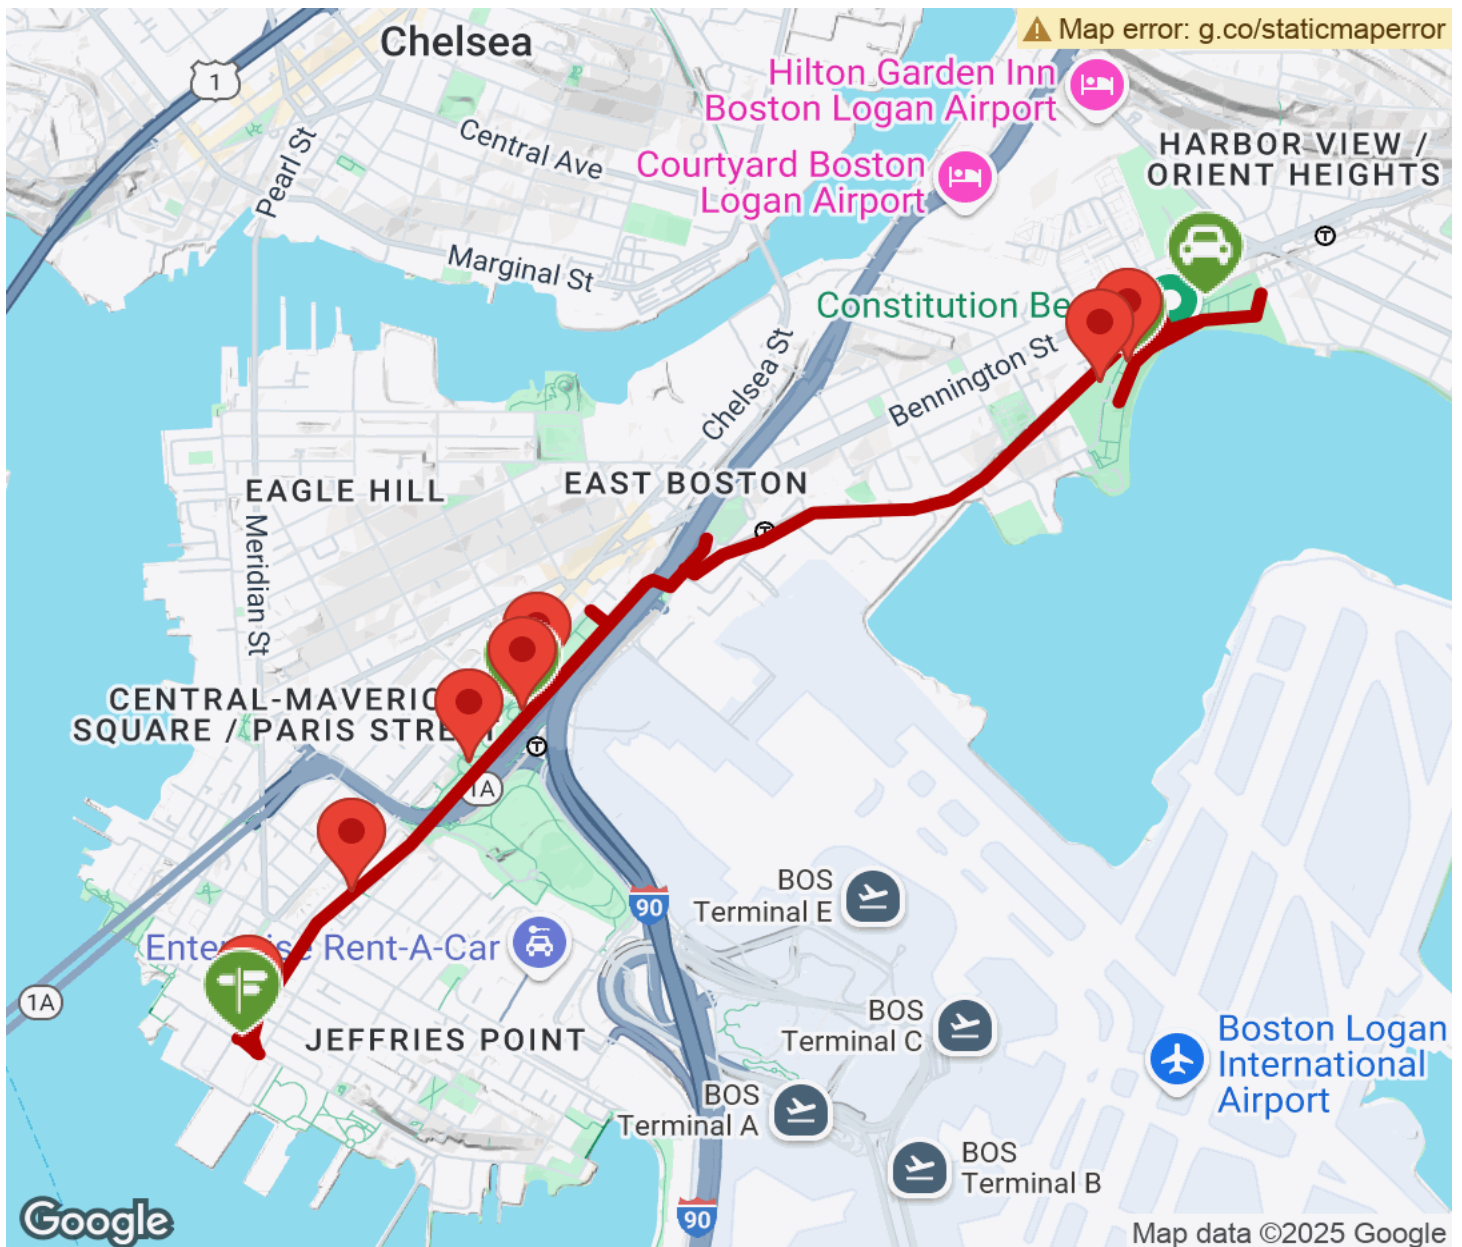 Map error: g.co/staticmaperror
Chelsea
1
Hilton Garden Inn
Boston Logan Airport
Central Ave
Pearl St
HARBOR VIEW /
ORIENT HEIGHTS
Courtyard Boston
Logan Airport
T
Marginal St
Constitution Be
Chelsea St
Bennington St
EAST BOSTON
EAGLE HILL
Meridian St
T
CENTRAL-MAVERIC
SQUARE / PARIS STREET
T
1A
BOS
Terminal E
90
Enterprise Rent-A-Car
1A
BOS
Terminal C
JEFFRIES POINT
Boston Logan
International
Airport
BOS
Terminal A
BOS
Terminal B
90
Google
Map data ©2025 Google